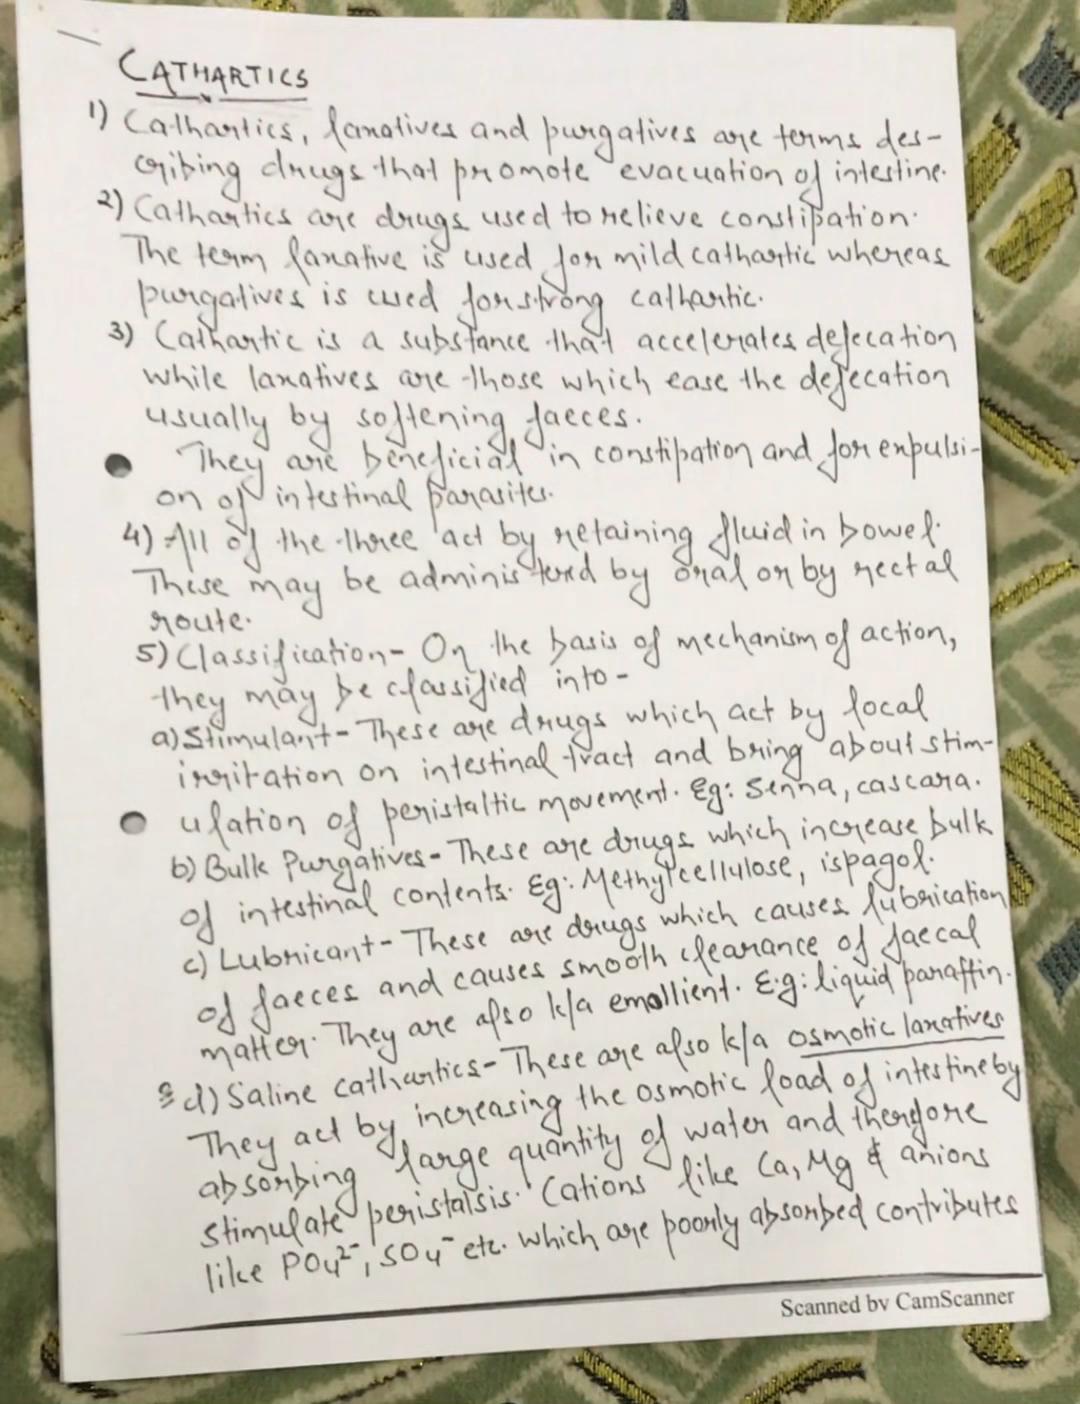 CATHARTICS
1) Cathartics, laxatives and purgatives are terms des-
cribing drugs that promote evacuation of intestine.
2) Cathartics are drugs used to relieve constipation.
The term laxative is used for mild cathartic whereas
purgatives is used for strong cathartic.
3) Cathartic is a substance that accelerates defecation
while laxatives are those which ease the defecation
usually by softening faeces.
They are beneficial in constipation and for expulsi-
on of intestinal parasites.
4) All of the three act by retaining fluid in bowel.
These may be administerd by oral or by rectal
route.
5) Classification- On the basis of mechanism of action,
they may be classified into-
a) Stimulant- These are drugs which act by local
irritation on intestinal tract and bring about stim-
ulation of peristaltic movement. Eg: Senna, cascara.
b) Bulk Purgatives- These are drugs which increase bulk
of intestinal contents. Eg: Methylcellulose, ispagol.
c) Lubricant- These are drugs which causes lubrication
of faeces and causes smooth clearance of faecal
matter. They are also k/a emollient. E.g: liquid paraffin.
d) Saline cathartics- These are also k/a osmotic laxatives
They act by increasing the osmotic load of intestine by
absorbing large quantity of water and therefore
stimulate peristalsis. Cations like Ca, Mg & anions
like PO4²⁻, SO4⁻ etc. which are poorly absorbed contributes
Scanned by CamScanner